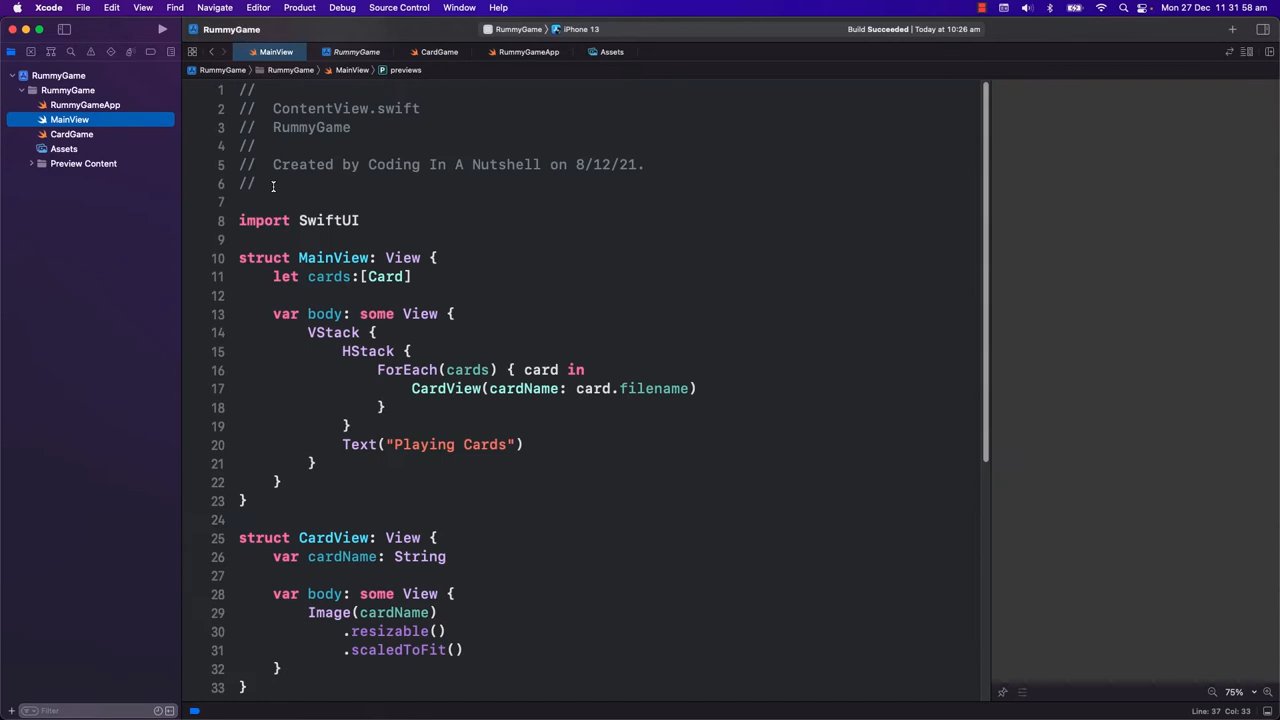 Xcode File Edit View Find Navigate Editor Product Debug Source Control Window Help Mon 27 Dec 11:31:58 am
RummyGame RummyGame iPhone 13 Build Succeeded | Today at 10:26 am
MainView RummyGame CardGame RummyGameApp Assets
RummyGame RummyGame MainView P previews
RummyGame
RummyGame
RummyGameApp
MainView
CardGame
Assets
Preview Content
1 //
2 // ContentView.swift
3 // RummyGame
4 //
5 // Created by Coding In A Nutshell on 8/12/21.
6 //
7
8 import SwiftUI
9
10 struct MainView: View {
11 let cards:[Card]
12
13 var body: some View {
14 VStack {
15 HStack {
16 ForEach(cards) { card in
17 CardView(cardName: card.filename)
18 }
19 }
20 Text("Playing Cards")
21 }
22 }
23 }
24
25 struct CardView: View {
26 var cardName: String
27
28 var body: some View {
29 Image(cardName)
30 .resizable()
31 .scaledToFit()
32 }
33 }
Filter
75%
Line: 37 Col: 33